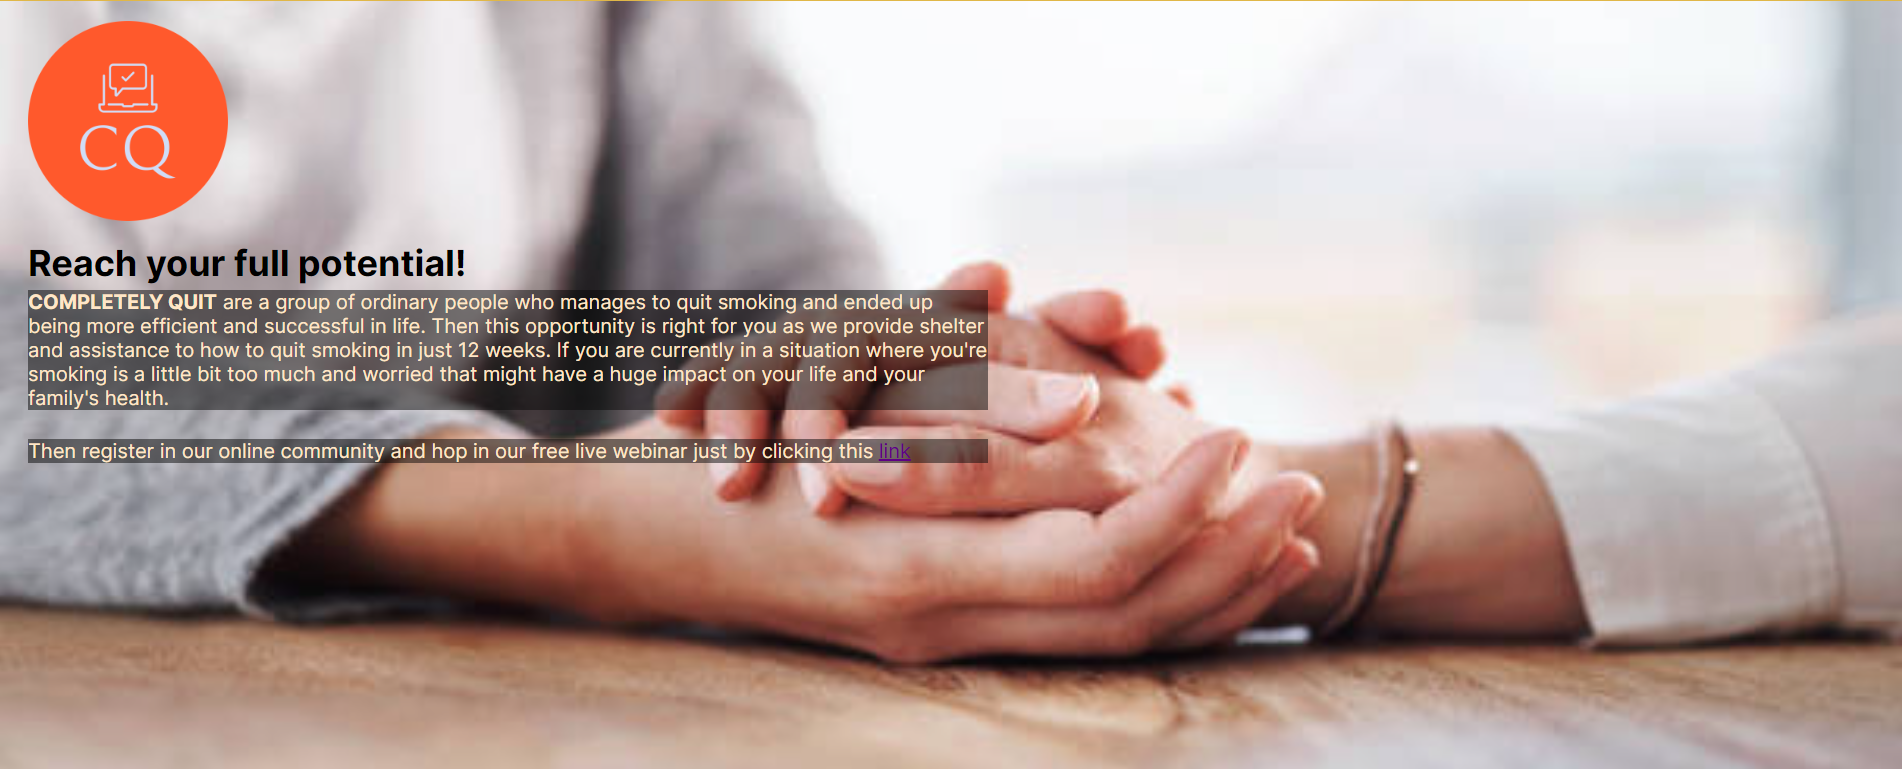 CQ
Reach your full potential!
COMPLETELY QUIT are a group of ordinary people who manages to quit smoking and ended up
being more efficient and successful in life. Then this opportunity is right for you as we provide shelter
and assistance to how to quit smoking in just 12 weeks. If you are currently in a situation where you're
smoking is a little bit too much and worried that might have a huge impact on your life and your
family's health.
Then register in our online community and hop in our free live webinar just by clicking this link